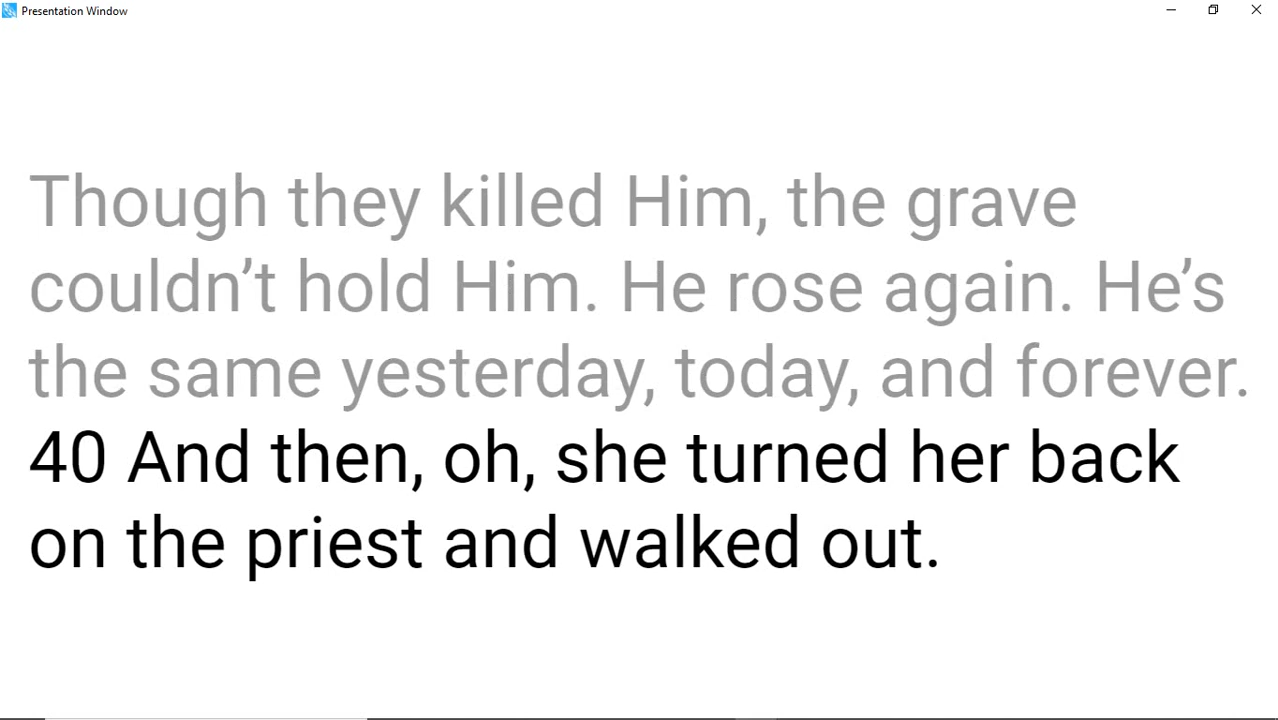 Presentation Window
Though they killed Him, the grave
couldn’t hold Him. He rose again. He’s
the same yesterday, today, and forever.
40 And then, oh, she turned her back
on the priest and walked out.